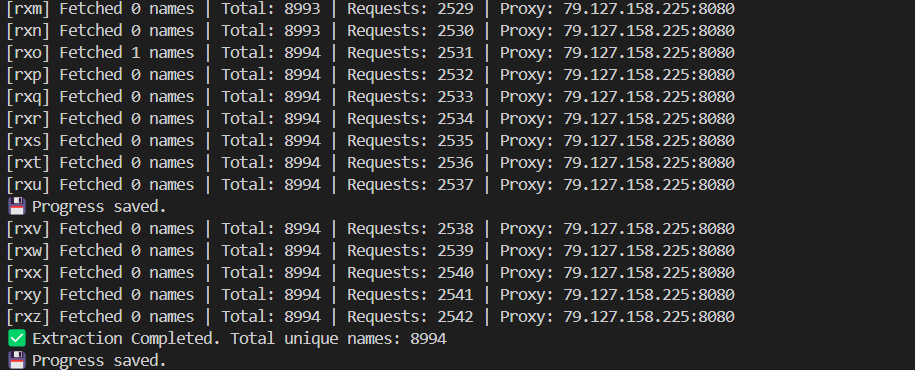 [rxm] Fetched 0 names | Total: 8993 | Requests: 2529 | Proxy: 79.127.158.225:8080
[rxn] Fetched 0 names | Total: 8993 | Requests: 2530 | Proxy: 79.127.158.225:8080
[rxo] Fetched 1 names | Total: 8994 | Requests: 2531 | Proxy: 79.127.158.225:8080
[rxp] Fetched 0 names | Total: 8994 | Requests: 2532 | Proxy: 79.127.158.225:8080
[rxq] Fetched 0 names | Total: 8994 | Requests: 2533 | Proxy: 79.127.158.225:8080
[rxr] Fetched 0 names | Total: 8994 | Requests: 2534 | Proxy: 79.127.158.225:8080
[rxs] Fetched 0 names | Total: 8994 | Requests: 2535 | Proxy: 79.127.158.225:8080
[rxt] Fetched 0 names | Total: 8994 | Requests: 2536 | Proxy: 79.127.158.225:8080
[rxu] Fetched 0 names | Total: 8994 | Requests: 2537 | Proxy: 79.127.158.225:8080
💾 Progress saved.
[rxv] Fetched 0 names | Total: 8994 | Requests: 2538 | Proxy: 79.127.158.225:8080
[rxw] Fetched 0 names | Total: 8994 | Requests: 2539 | Proxy: 79.127.158.225:8080
[rxx] Fetched 0 names | Total: 8994 | Requests: 2540 | Proxy: 79.127.158.225:8080
[rxy] Fetched 0 names | Total: 8994 | Requests: 2541 | Proxy: 79.127.158.225:8080
[rxz] Fetched 0 names | Total: 8994 | Requests: 2542 | Proxy: 79.127.158.225:8080
✅ Extraction Completed. Total unique names: 8994
💾 Progress saved.